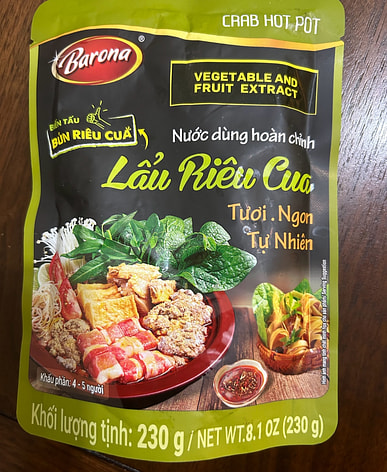 CRAB HOT POT
Barona
VEGETABLE AND
FRUIT EXTRACT
BIẾN TẤU
BÚN RIÊU CUA
Nước dùng hoàn chỉnh
Lẩu Riêu Cua
Tươi.Ngon
Tự Nhiên
Khẩu phần: 4 - 5 người
Khối lượng tịnh: 230 g / NET WT.8.1 OZ (230 g)